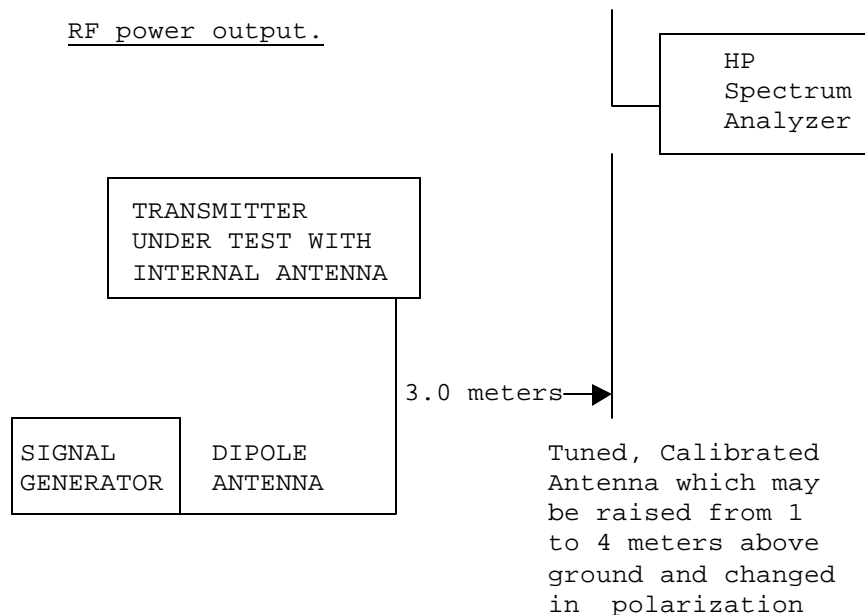 RF power output.
HP
Spectrum
Analyzer
TRANSMITTER
UNDER TEST WITH
INTERNAL ANTENNA
3.0 meters
SIGNAL
GENERATOR
DIPOLE
ANTENNA
Tuned, Calibrated
Antenna which may
be raised from 1
to 4 meters above
ground and changed
in polarization